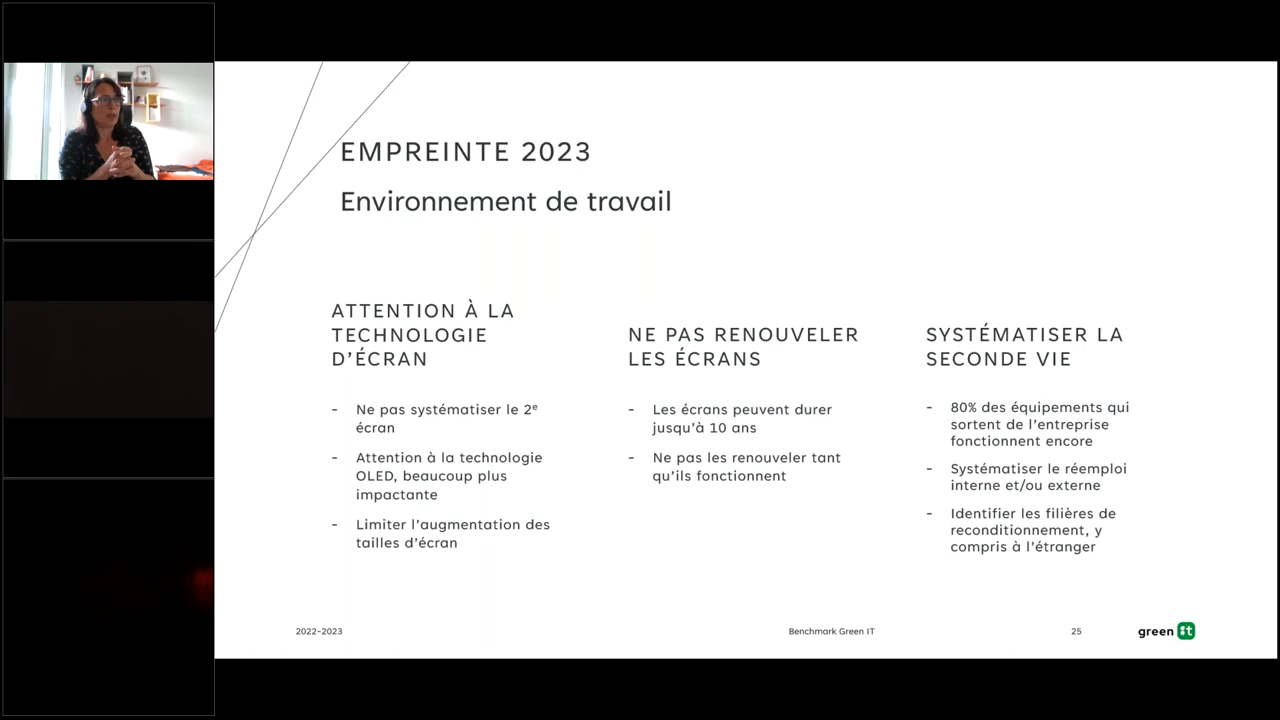 EMPREINTE 2023
Environnement de travail
ATTENTION À LA
TECHNOLOGIE
D'ÉCRAN
- Ne pas systématiser le 2e
écran
- Attention à la technologie
OLED, beaucoup plus
impactante
- Limiter l'augmentation des
tailles d'écran
NE PAS RENOUVELER
LES ÉCRANS
- Les écrans peuvent durer
jusqu'à 10 ans
- Ne pas les renouveler tant
qu'ils fonctionnent
SYSTÉMATISER LA
SECONDE VIE
- 80% des équipements qui
sortent de l'entreprise
fonctionnent encore
- Systématiser le réemploi
interne et/ou externe
- Identifier les filières de
reconditionnement, y
compris à l'étranger
2022-2023
Benchmark Green IT
25
green it